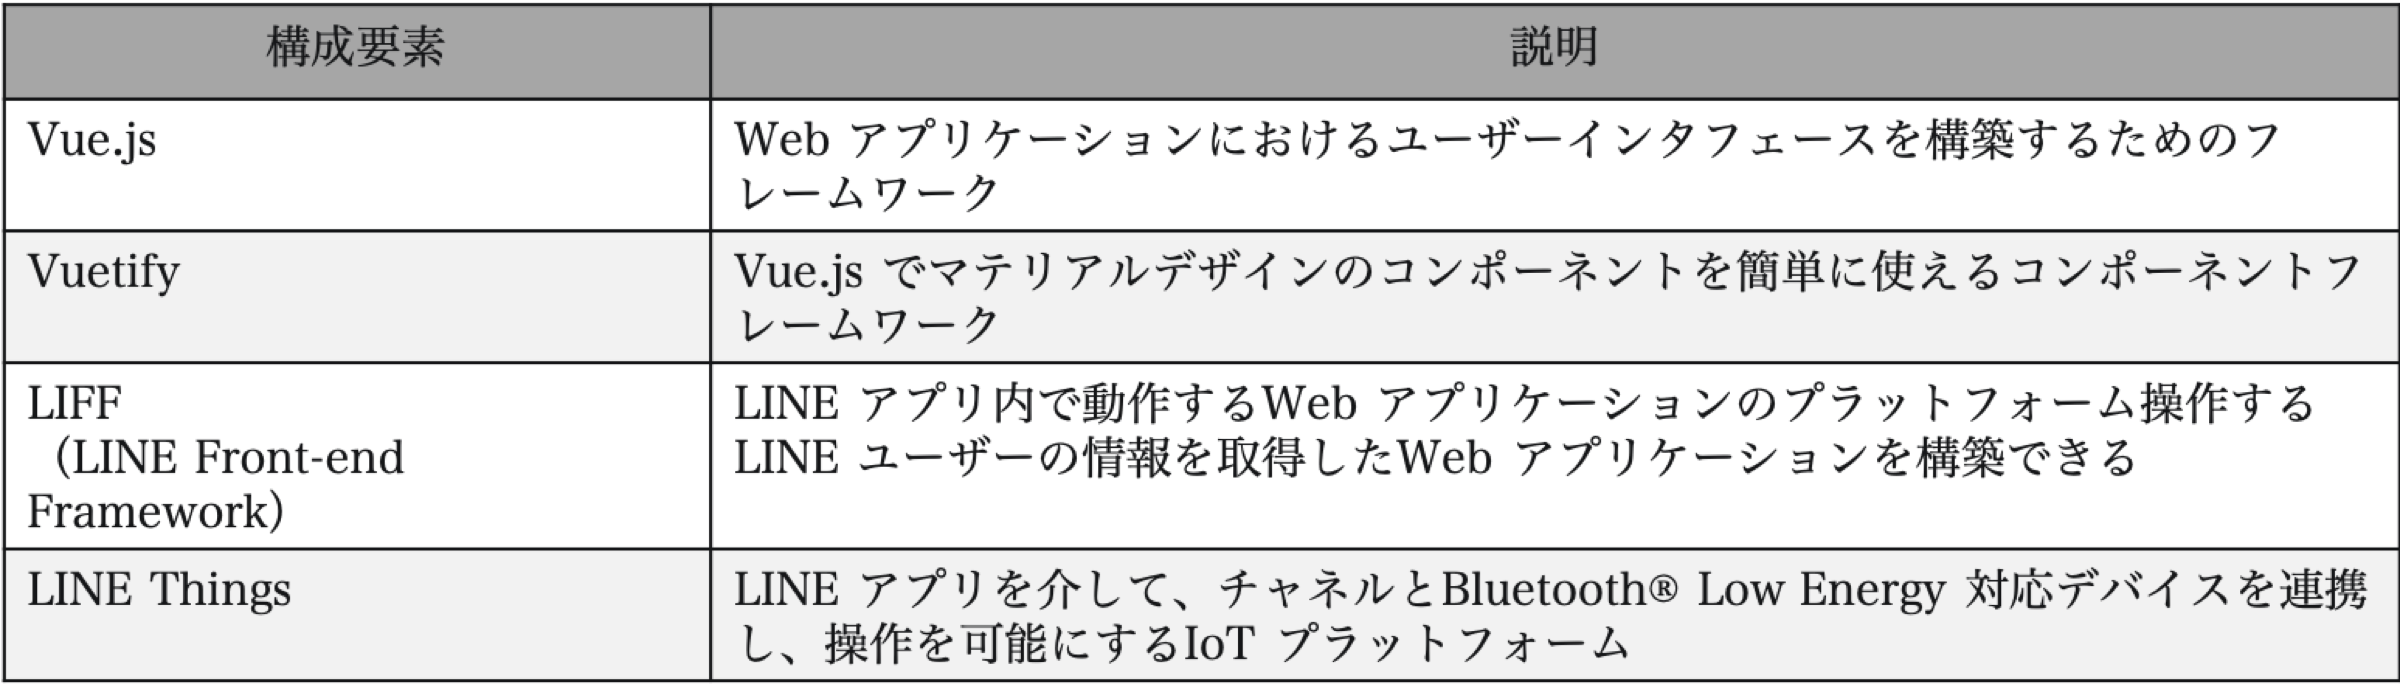 構成要素
説明
Vue.js
Web アプリケーションにおけるユーザーインタフェースを構築するためのフ
レームワーク
Vuetify
Vue.js でマテリアルデザインのコンポーネントを簡単に使えるコンポーネントフ
レームワーク
LIFF
（LINE Front-end
Framework）
LINE アプリ内で動作するWeb アプリケーションのプラットフォーム操作する
LINE ユーザーの情報を取得したWeb アプリケーションを構築できる
LINE Things
LINE アプリを介して、チャネルとBluetooth® Low Energy 対応デバイスを連携
し、操作を可能にするIoT プラットフォーム